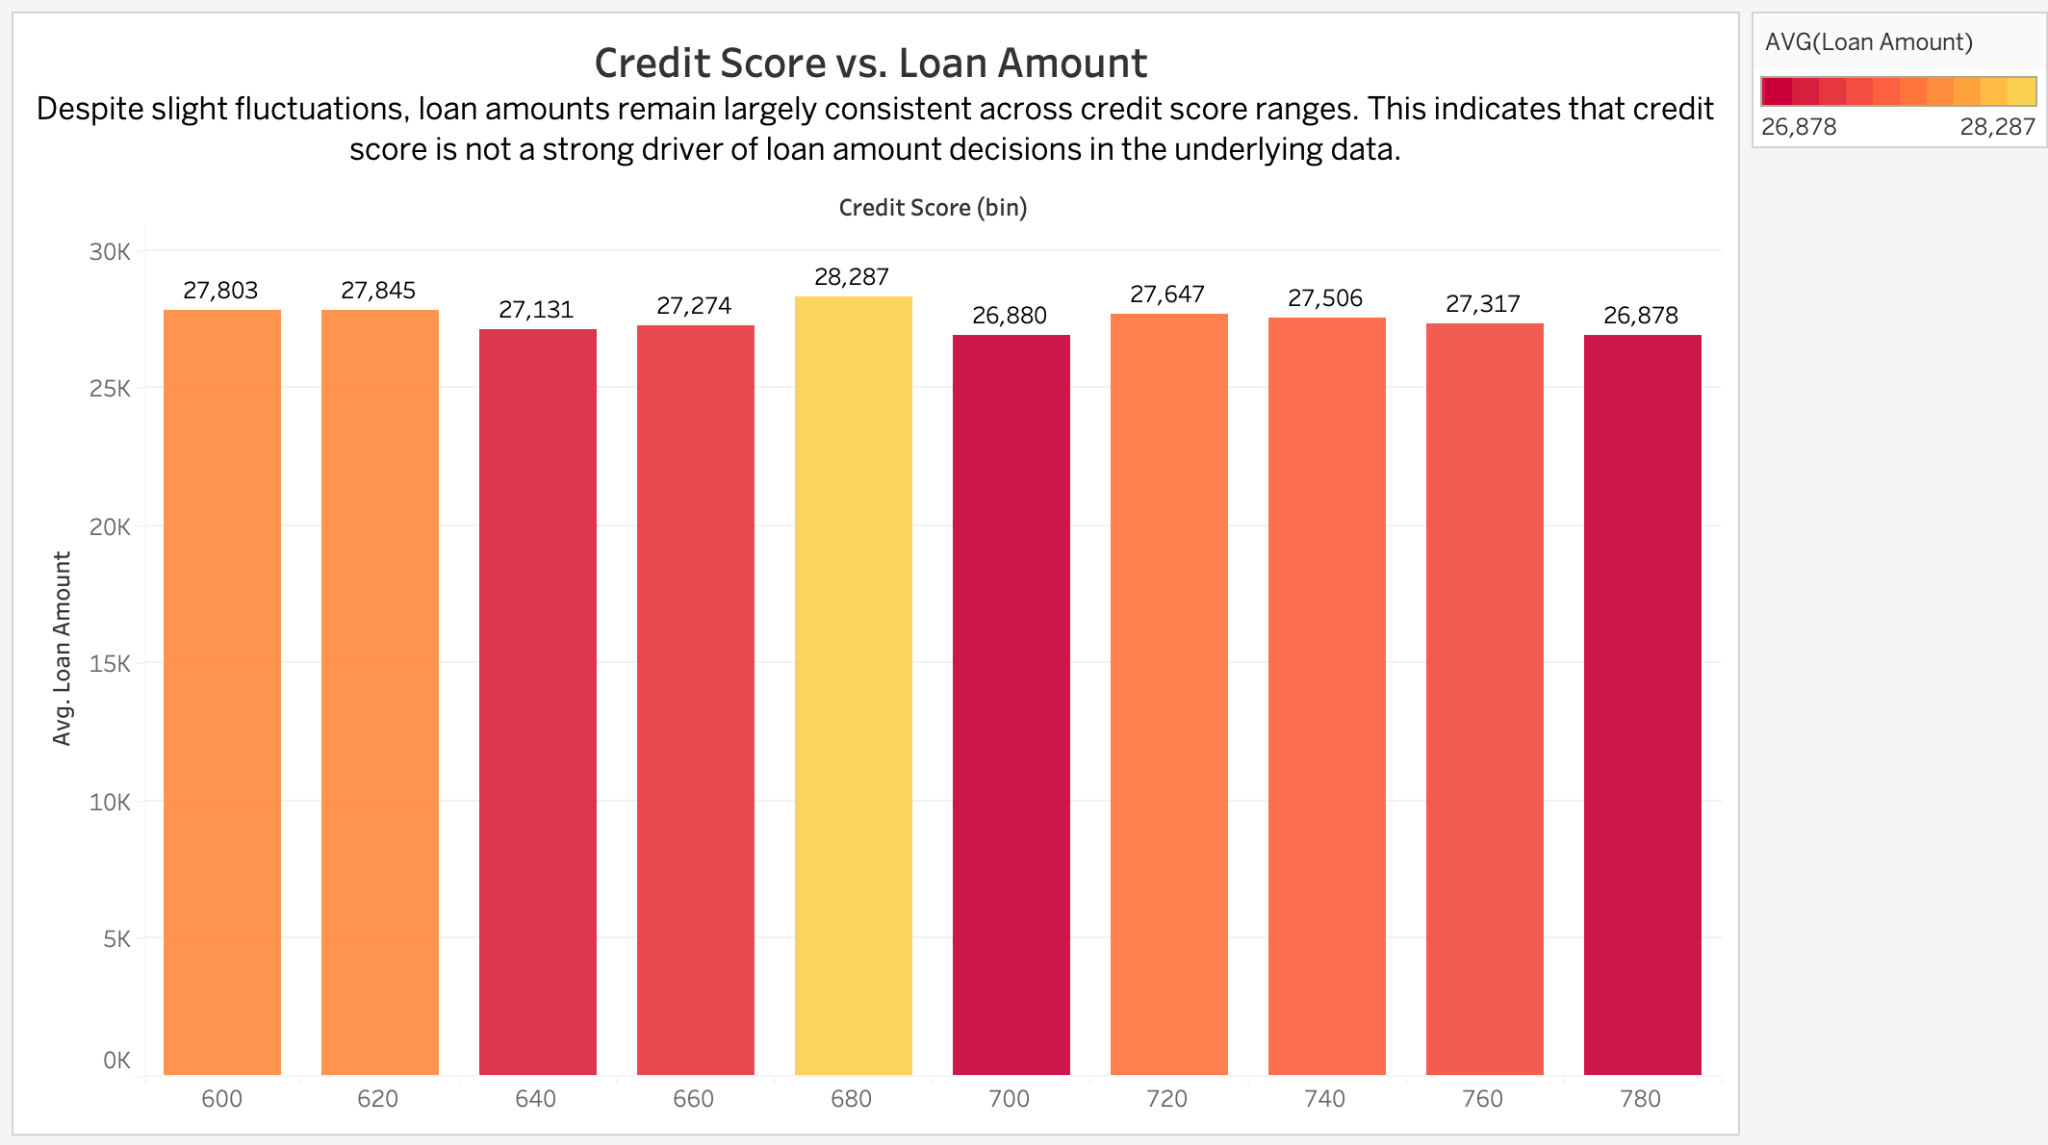 Credit Score vs. Loan Amount
Despite slight fluctuations, loan amounts remain largely consistent across credit score ranges. This indicates that credit
score is not a strong driver of loan amount decisions in the underlying data.
Credit Score (bin)
30K
25K
20K
15K
10K
5K
0K
Avg. Loan Amount
27,803
27,845
27,131
27,274
28,287
26,880
27,647
27,506
27,317
26,878
600
620
640
660
680
700
720
740
760
780
AVG(Loan Amount)
26,878
28,287